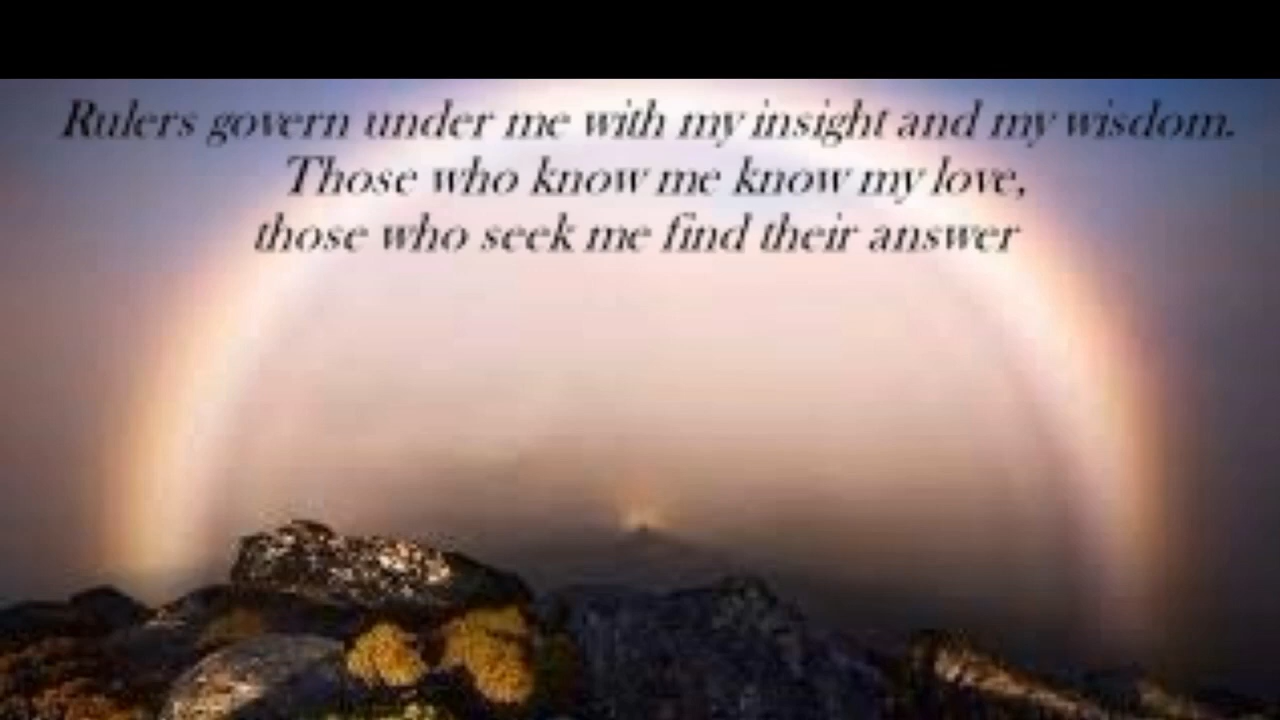 Rulers govern under me with my insight and my wisdom.
Those who know me know my love,
those who seek me find their answer